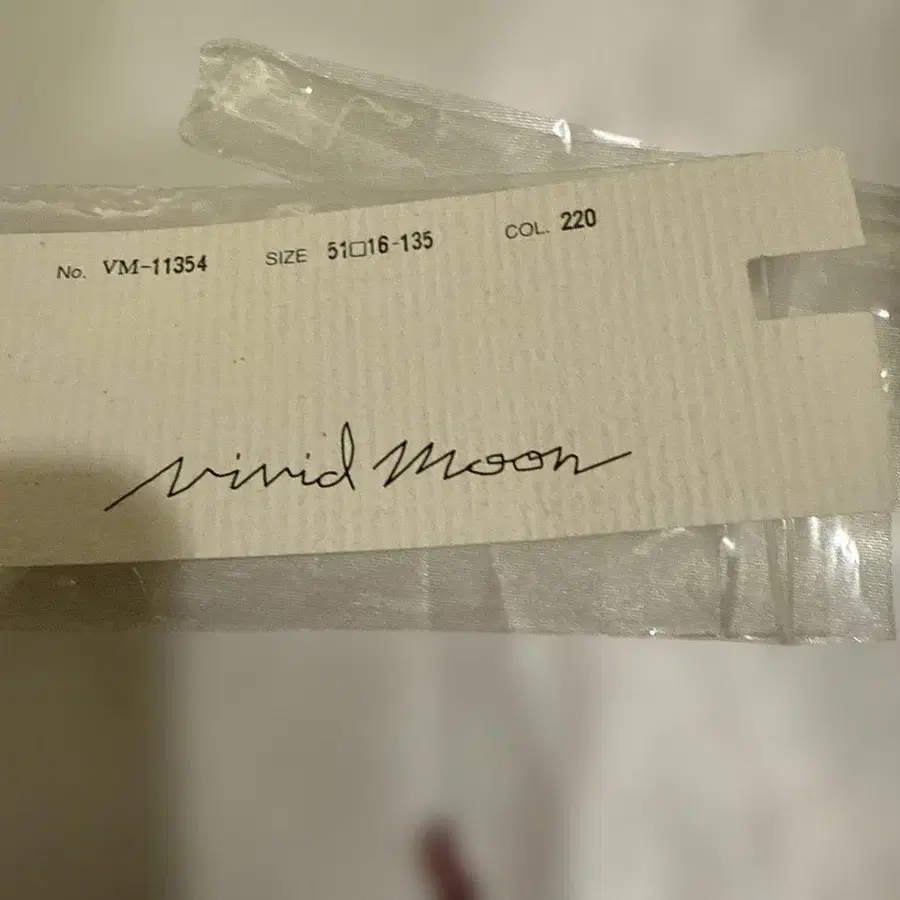 No. VM-11354 SIZE 51□16-135 COL. 220
vivid moon